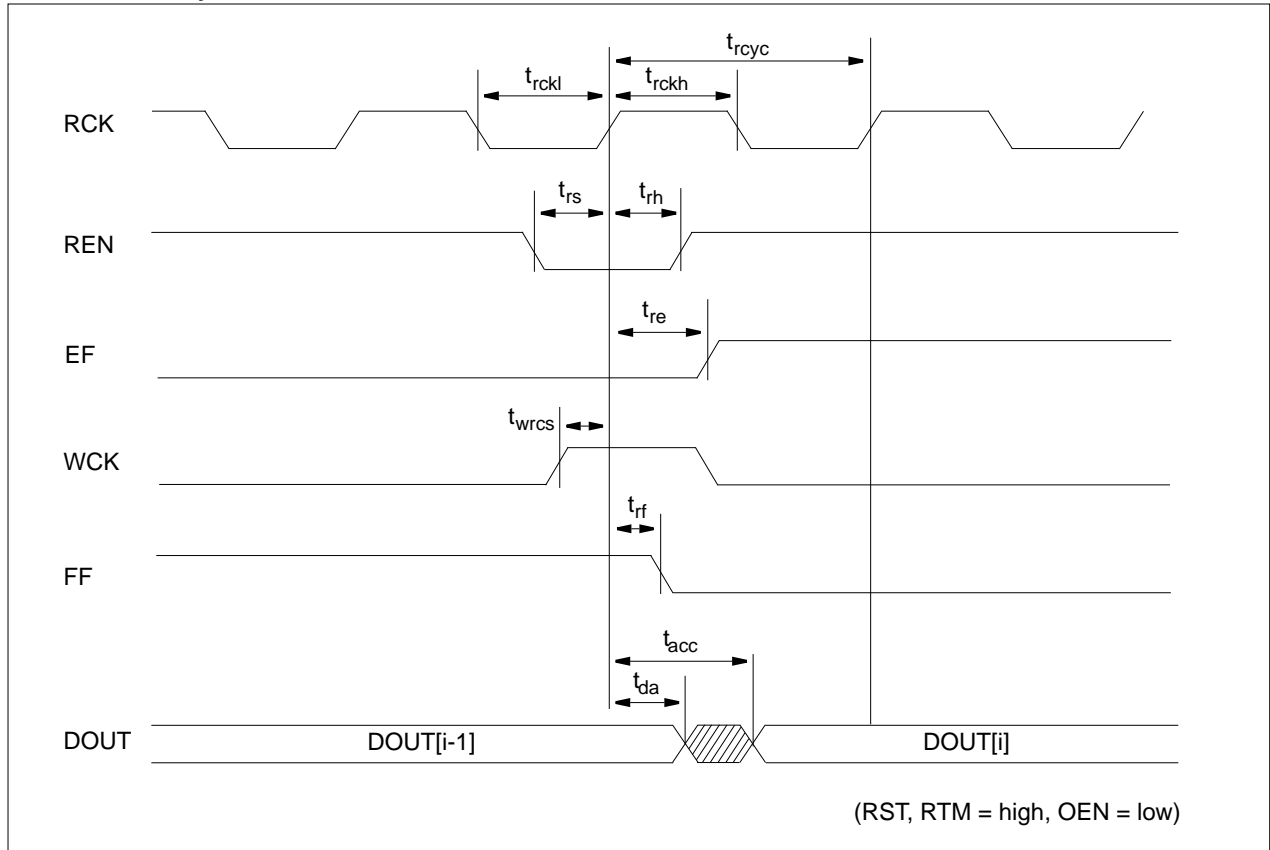 trcyc
trckl
trckh
RCK
trs
trh
REN
tre
EF
twrcs
WCK
trf
FF
tacc
tda
DOUT
DOUT[i-1]
DOUT[i]
(RST, RTM = high, OEN = low)